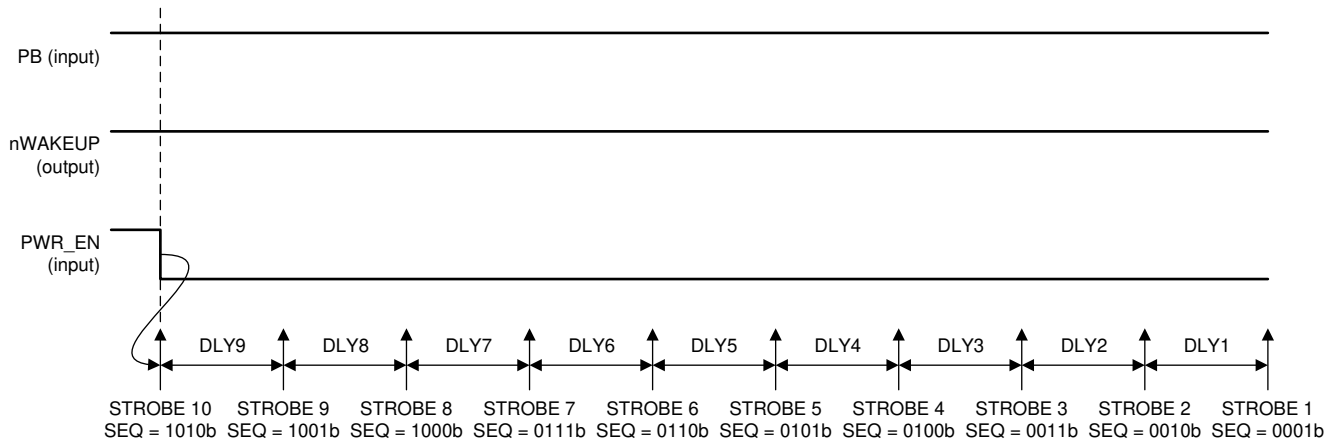 PB (input)
nWAKEUP
(output)
PWR_EN
(input)
DLY9 DLY8 DLY7 DLY6 DLY5 DLY4 DLY3 DLY2 DLY1
STROBE 10 STROBE 9 STROBE 8 STROBE 7 STROBE 6 STROBE 5 STROBE 4 STROBE 3 STROBE 2 STROBE 1
SEQ = 1010b SEQ = 1001b SEQ = 1000b SEQ = 0111b SEQ = 0110b SEQ = 0101b SEQ = 0100b SEQ = 0011b SEQ = 0010b SEQ = 0001b